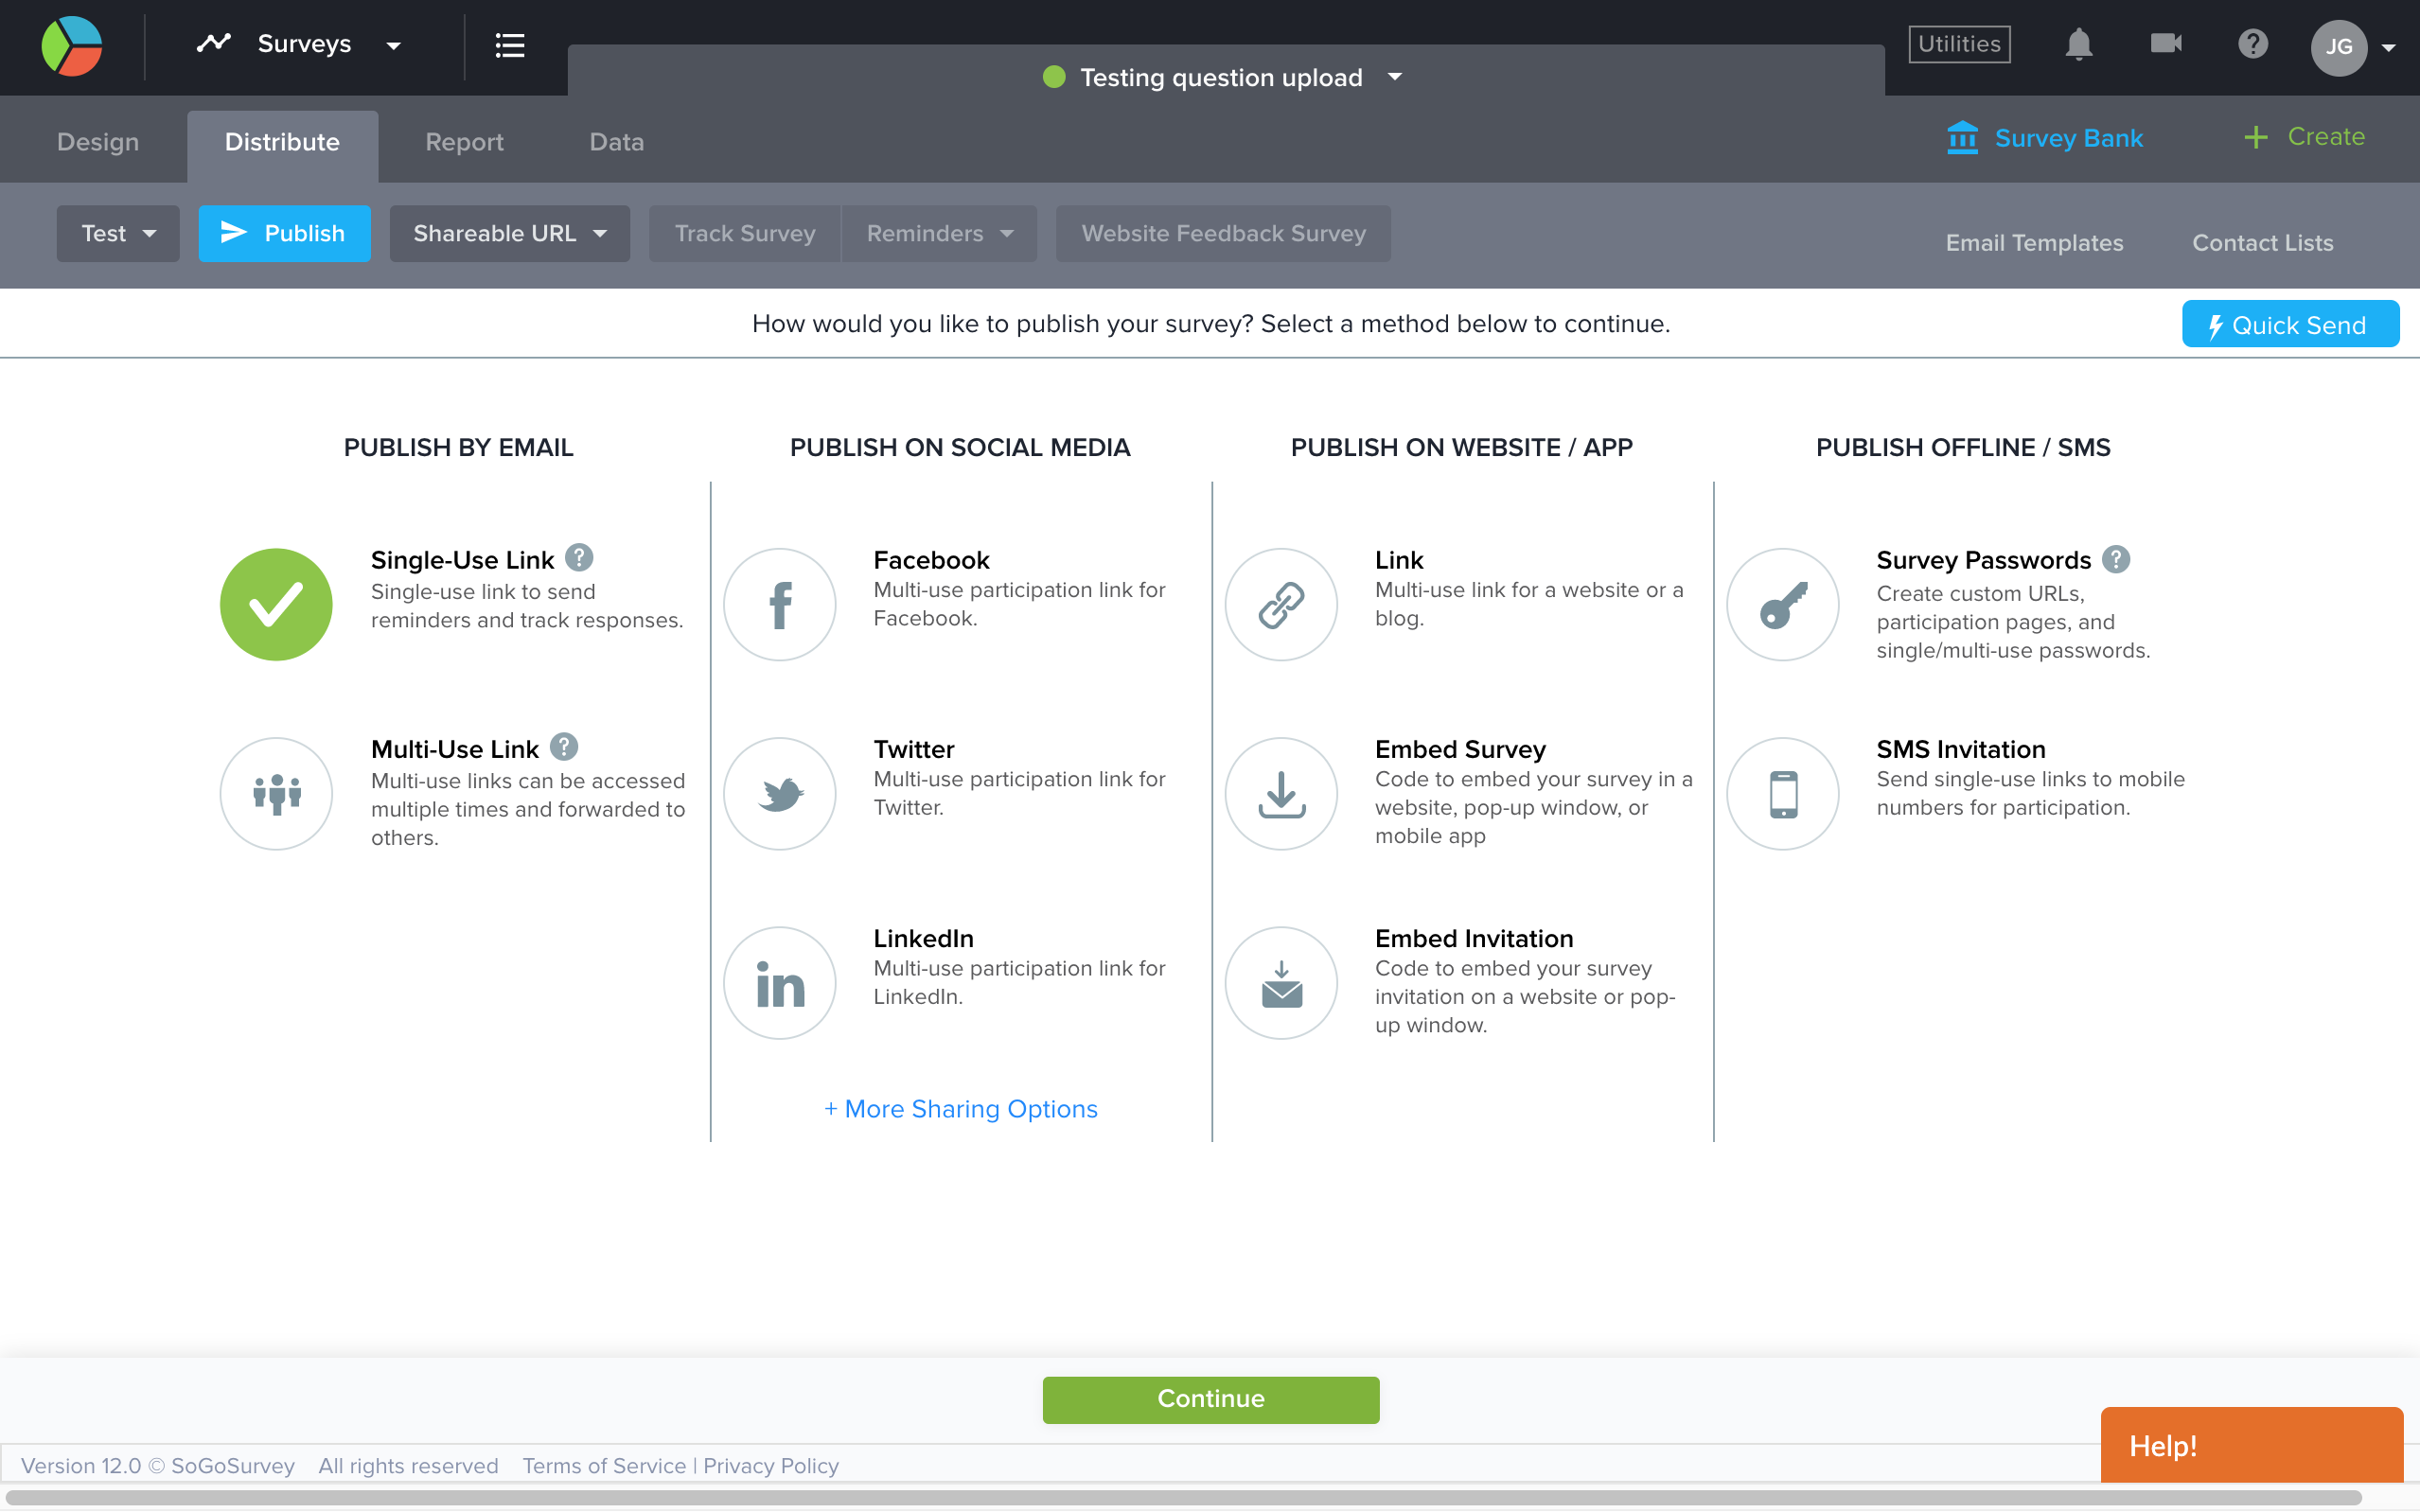 Surveys
Testing question upload
Utilities
JG
Design
Distribute
Report
Data
Survey Bank
+ Create
Test
Publish
Shareable URL
Track Survey
Reminders
Website Feedback Survey
Email Templates
Contact Lists
How would you like to publish your survey? Select a method below to continue.
Quick Send
PUBLISH BY EMAIL
Single-Use Link ?
Single-use link to send
reminders and track responses.
Multi-Use Link ?
Multi-use links can be accessed
multiple times and forwarded to
others.
PUBLISH ON SOCIAL MEDIA
f
Facebook
Multi-use participation link for
Facebook.
Twitter
Multi-use participation link for
Twitter.
in
LinkedIn
Multi-use participation link for
LinkedIn.
+ More Sharing Options
PUBLISH ON WEBSITE / APP
Link
Multi-use link for a website or a
blog.
Embed Survey
Code to embed your survey in a
website, pop-up window, or
mobile app
Embed Invitation
Code to embed your survey
invitation on a website or pop-
up window.
PUBLISH OFFLINE / SMS
Survey Passwords ?
Create custom URLs,
participation pages, and
single/multi-use passwords.
SMS Invitation
Send single-use links to mobile
numbers for participation.
Continue
Help!
Version 12.0 © SoGoSurvey All rights reserved Terms of Service | Privacy Policy